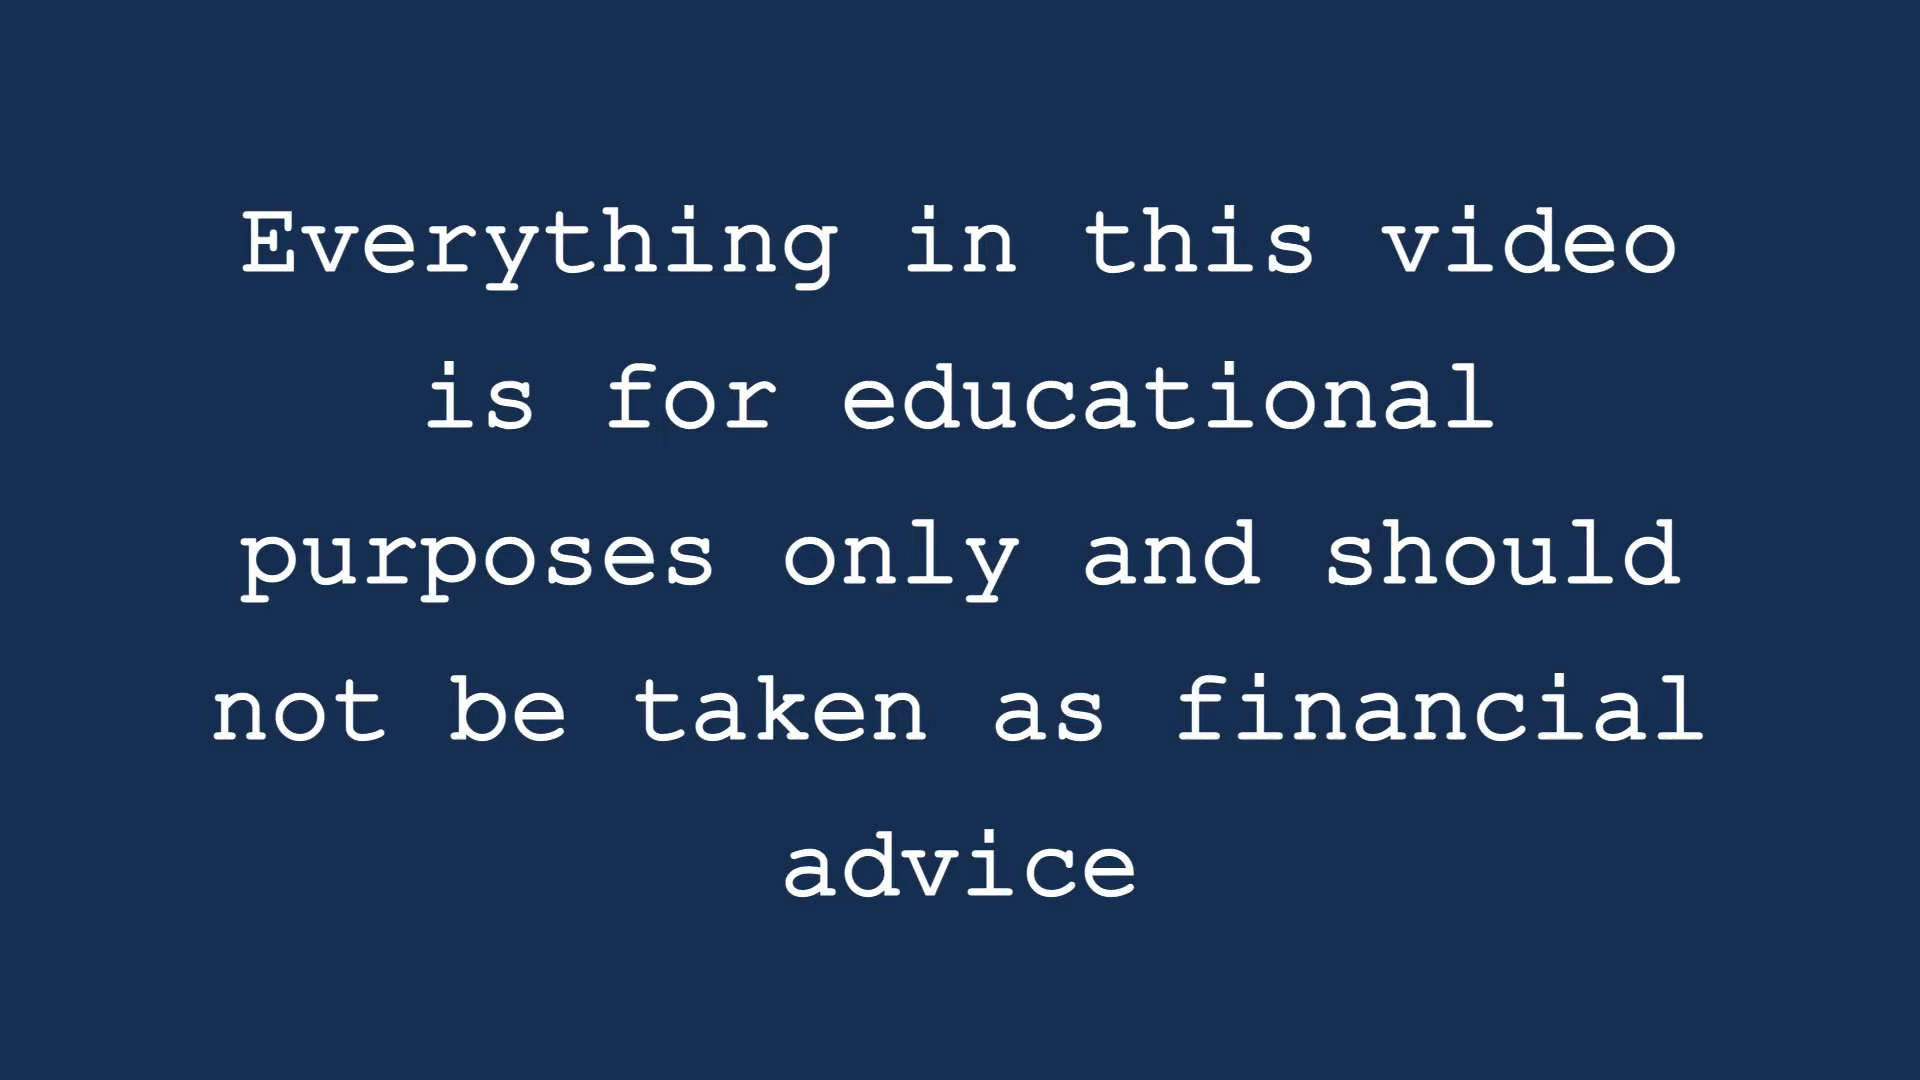 Everything in this video
is for educational
purposes only and should
not be taken as financial
advice